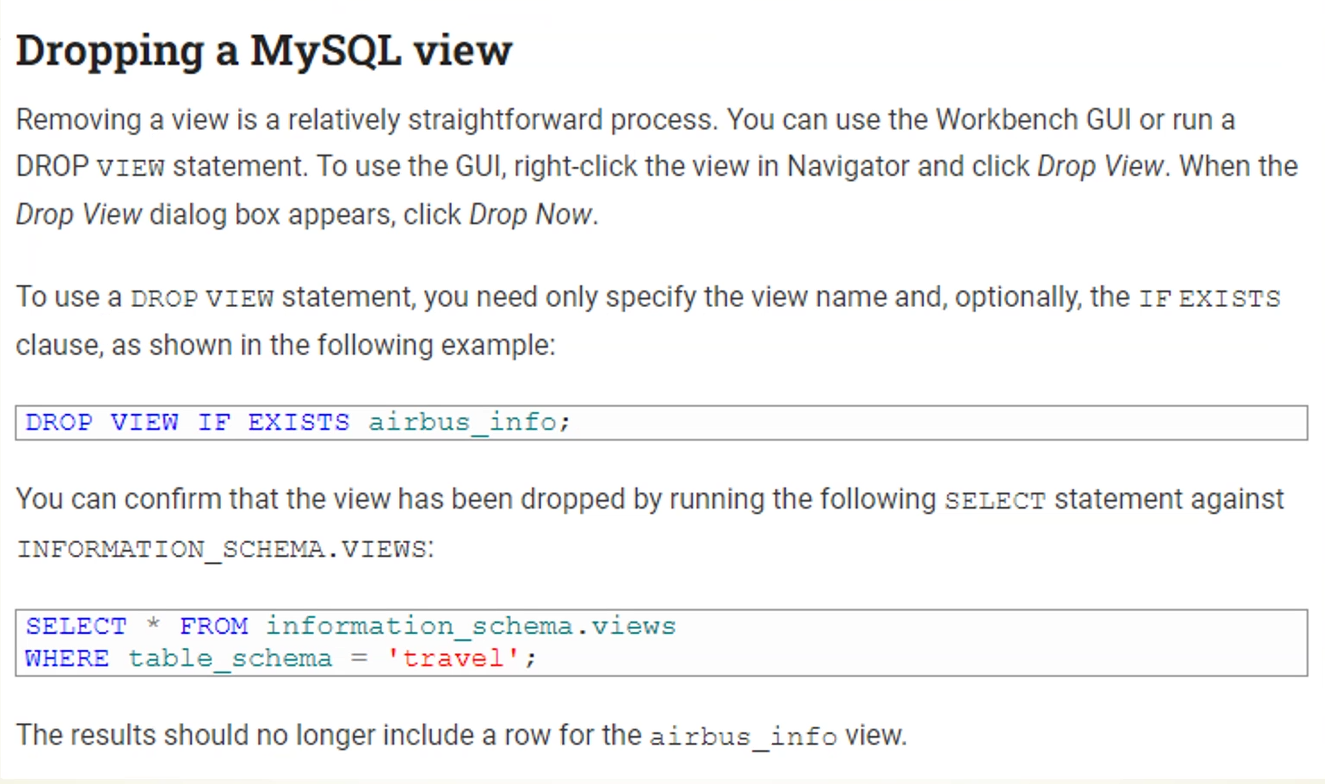 Dropping a MySQL view
Removing a view is a relatively straightforward process. You can use the Workbench GUI or run a
DROP VIEW statement. To use the GUI, right-click the view in Navigator and click Drop View. When the
Drop View dialog box appears, click Drop Now.
To use a DROP VIEW statement, you need only specify the view name and, optionally, the IF EXISTS
clause, as shown in the following example:
DROP VIEW IF EXISTS airbus_info;
You can confirm that the view has been dropped by running the following SELECT statement against
INFORMATION_SCHEMA.VIEWS:
SELECT * FROM information_schema.views
WHERE table_schema = 'travel';
The results should no longer include a row for the airbus_info view.